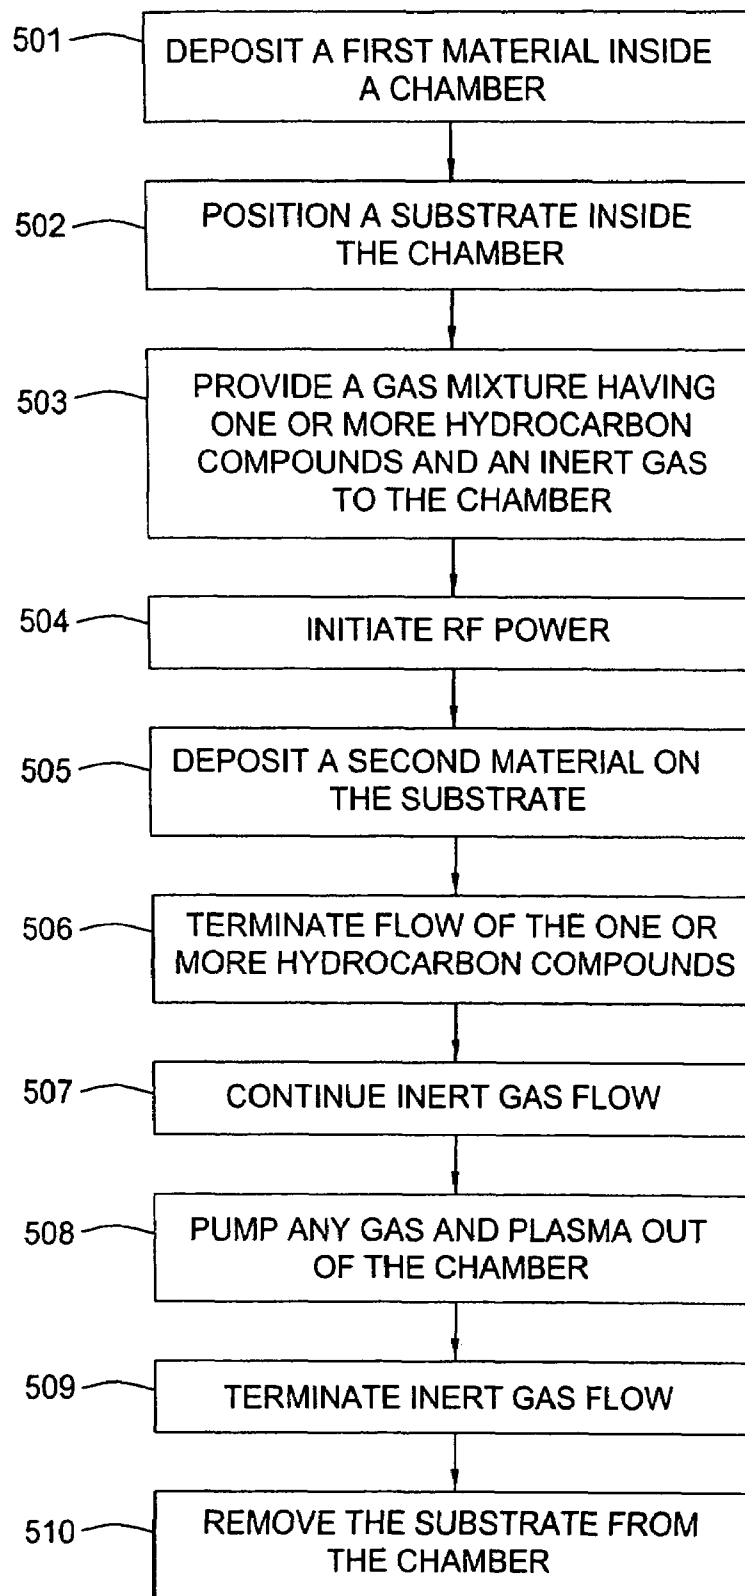 501
DEPOSIT A FIRST MATERIAL INSIDE
A CHAMBER
502
POSITION A SUBSTRATE INSIDE
THE CHAMBER
503
PROVIDE A GAS MIXTURE HAVING
ONE OR MORE HYDROCARBON
COMPOUNDS AND AN INERT GAS
TO THE CHAMBER
504
INITIATE RF POWER
505
DEPOSIT A SECOND MATERIAL ON
THE SUBSTRATE
506
TERMINATE FLOW OF THE ONE OR
MORE HYDROCARBON COMPOUNDS
507
CONTINUE INERT GAS FLOW
508
PUMP ANY GAS AND PLASMA OUT
OF THE CHAMBER
509
TERMINATE INERT GAS FLOW
510
REMOVE THE SUBSTRATE FROM
THE CHAMBER